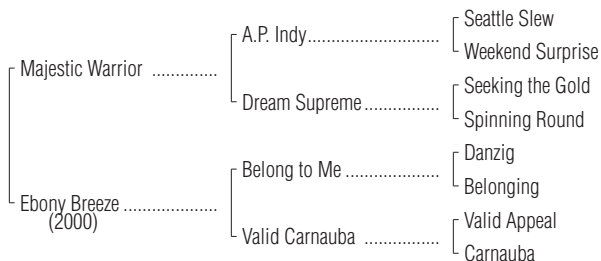 Seattle Slew
A.P. Indy.............................
Weekend Surprise
Majestic Warrior ..............
Seeking the Gold
Dream Supreme.................
Spinning Round
Danzig
Belong to Me .....................
Belonging
Ebony Breeze ....................
(2000)
Valid Appeal
Valid Carnauba .................
Carnauba